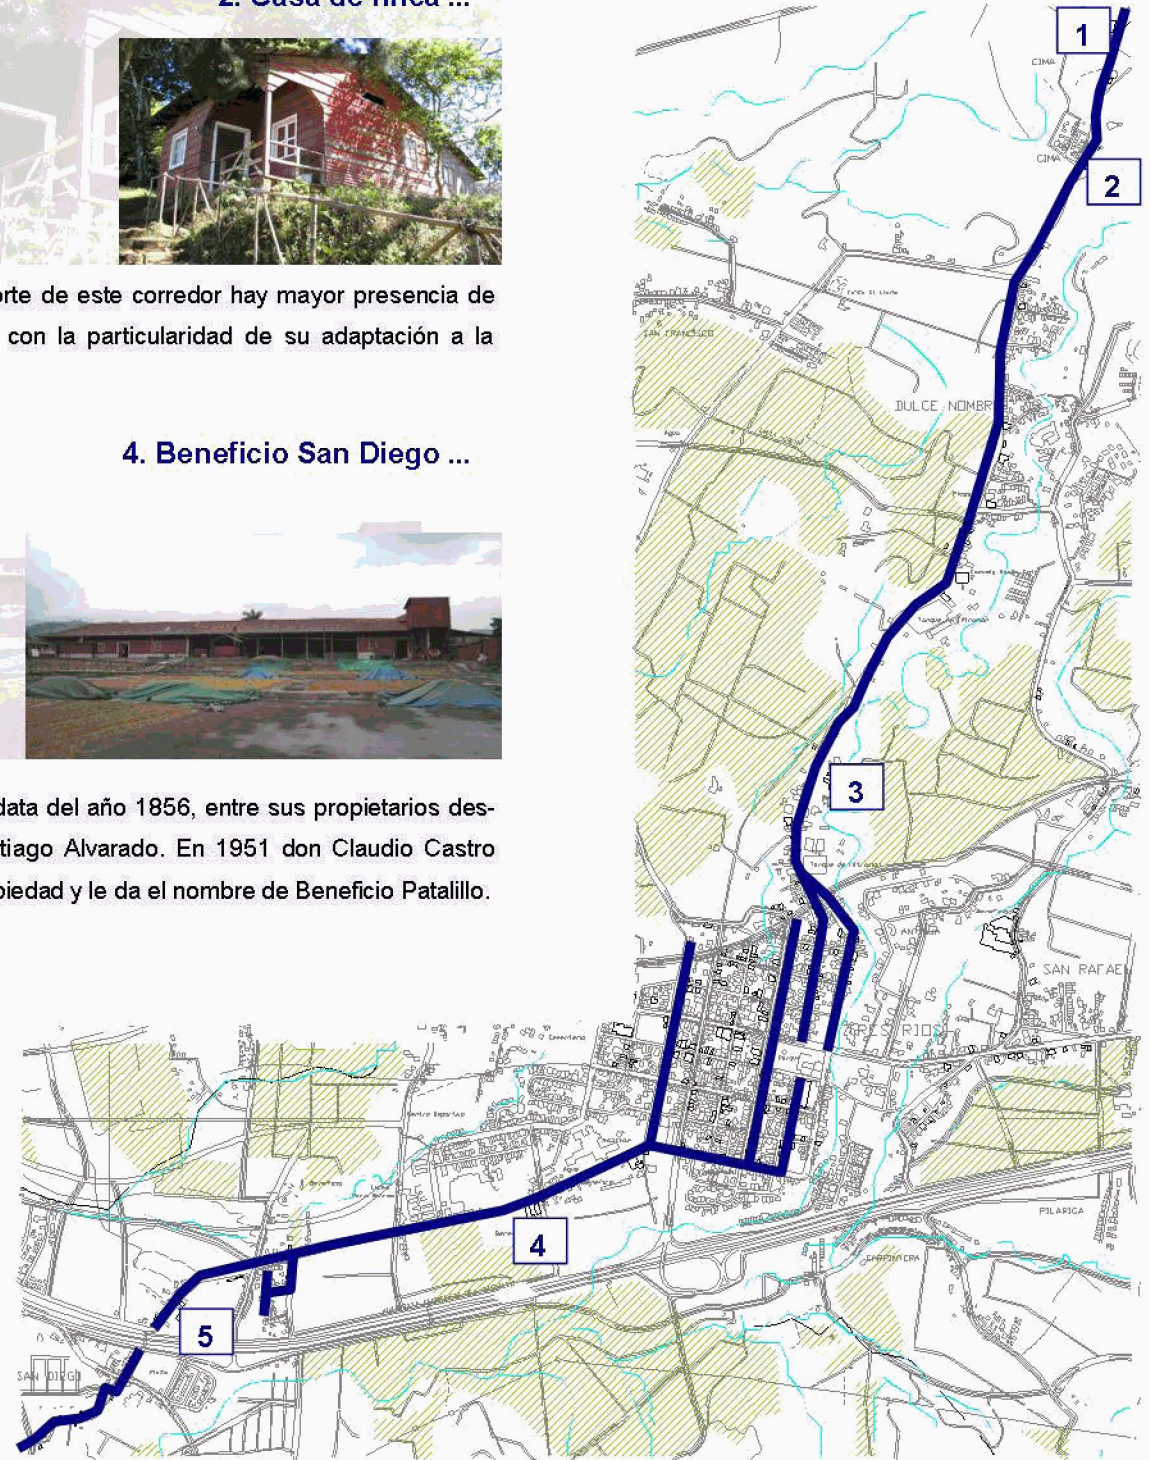 2. Casa de finca ...
orte de este corredor hay mayor presencia de
con la particularidad de su adaptación a la
4. Beneficio San Diego ...
data del año 1856, entre sus propietarios des-
tiago Alvarado. En 1951 don Claudio Castro
piedad y le da el nombre de Beneficio Patalillo.
1
CIMA
CIMA
2
SAN FRANCISCO
DULCE NOMBR
3
SAN RAFAEL
TRES RIOS
PILARICA
CARPINTERA
4
5
Plaza
SAN DIEGO